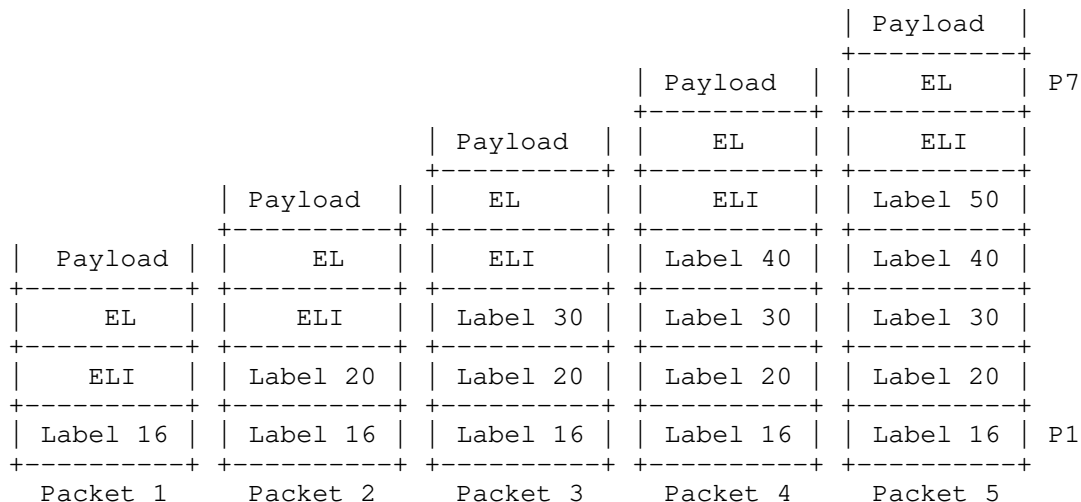 | Payload  |
                                                        +----------+
                                          | Payload  |  |    EL    | P7
                                          +----------+  +----------+
                            | Payload  |  |    EL    |  |    ELI   |
                            +----------+  +----------+  +----------+
              | Payload  |  |   EL     |  |    ELI   |  | Label 50 |
              +----------+  +----------+  +----------+  +----------+
|  Payload |  |    EL    |  |   ELI    |  | Label 40 |  | Label 40 |
+----------+  +----------+  +----------+  +----------+  +----------+
|    EL    |  |   ELI    |  | Label 30 |  | Label 30 |  | Label 30 |
+----------+  +----------+  +----------+  +----------+  +----------+
|   ELI    |  | Label 20 |  | Label 20 |  | Label 20 |  | Label 20 |
+----------+  +----------+  +----------+  +----------+  +----------+
| Label 16 |  | Label 16 |  | Label 16 |  | Label 16 |  | Label 16 | P1
+----------+  +----------+  +----------+  +----------+  +----------+
  Packet 1      Packet 2      Packet 3      Packet 4      Packet 5